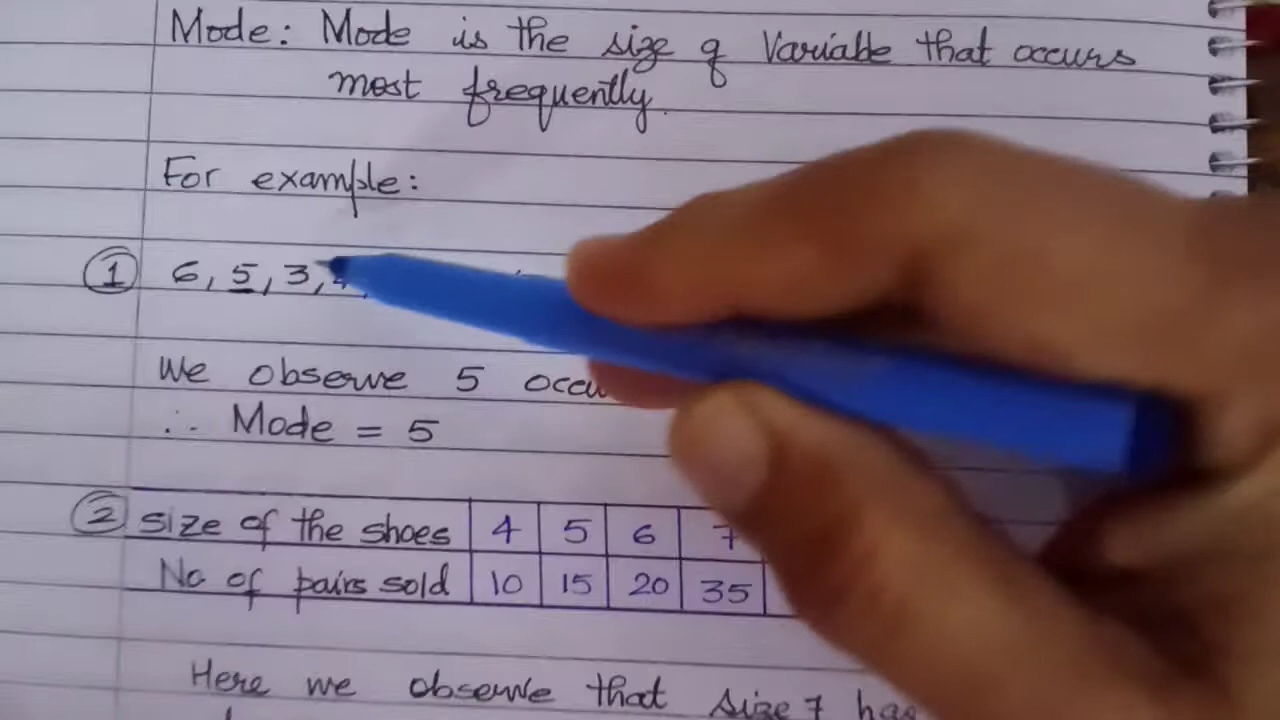 Mode: Mode is the size of Variable that occurs
most frequently.
For example:
① 6, 5, 3, 4,
We observe 5
∴ Mode = 5
② size of the shoes 4 5 6 7
No of pairs sold 10 15 20 35
Here we observe that size 7 has